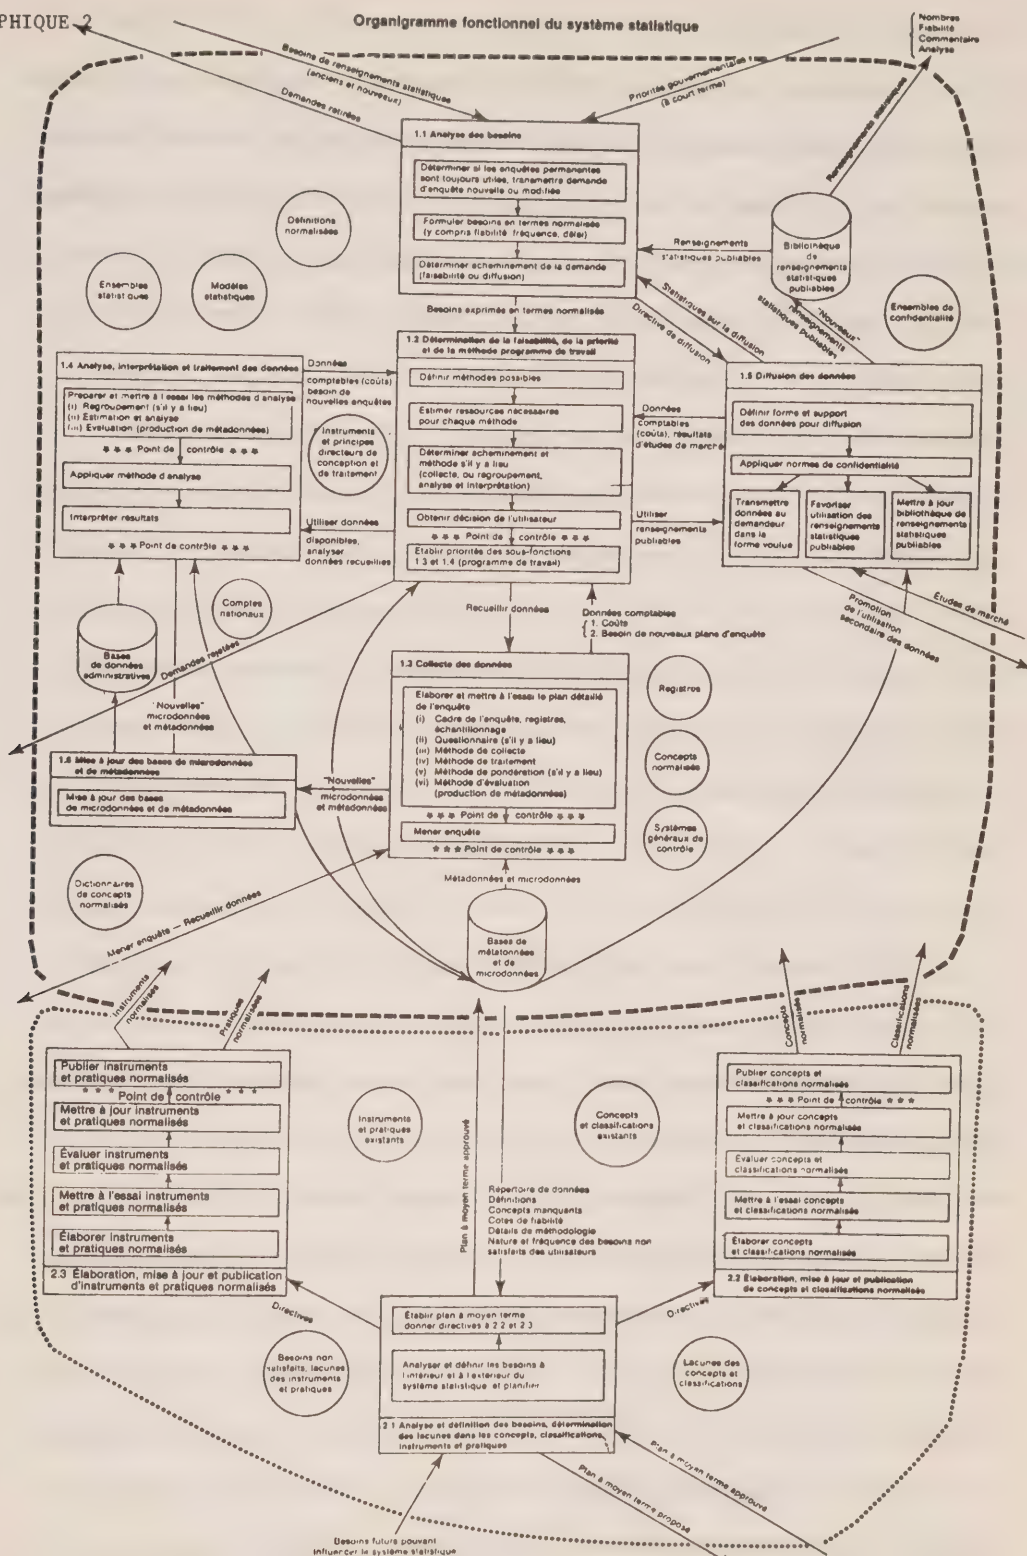 PHIQUE 2
Organigramme fonctionnel du système statistique
Nombres
Fiabilité
Commentaire
Analyse
Besoins de renseignements statistiques
(anciens et nouveaux)
Demandes retirées
Priorités gouvernementales
(à court terme)
Renseignements statistiques
1.1 Analyse des besoins
Déterminer si les enquêtes permanentes
sont toujours utiles, transmettre demande
d'enquête nouvelle ou modifiée
Formuler besoins en termes normalisés
(y compris fiabilité fréquence, délai)
Déterminer acheminement de la demande
(faisabilité ou diffusion)
Définitions
normalisées
Ensembles
statistiques
Modèles
statistiques
Renseignements
statistiques publiables
Bibliothèque
de
renseignements
statistiques
publiables
Ensembles de
confidentialité
"Nouveaux"
renseignements
statistiques publiables
Statistiques sur la diffusion
Directive de diffusion
Besoins exprimés en termes normalisés
1.2 Détermination de la faisabilité, de la priorité
et de la méthode programme de travail
Définir méthodes possibles
Estimer ressources nécessaires
pour chaque méthode
Déterminer acheminement et
méthode s'il y a lieu
(collecte, ou regroupement,
analyse et interprétation)
Obtenir décision de l'utilisateur
* * * Point de contrôle * * *
Etablir priorités des sous-fonctions
1.3 et 1.4 (programme de travail)
1.4 Analyse, interprétation et traitement des données
Préparer et mettre à l'essai les méthodes d'analyse
(i) Regroupement (s'il y a lieu)
(ii) Estimation et analyse
(iii) Evaluation (production de métadonnées)
* * * Point de contrôle * * *
Appliquer méthode d'analyse
Interpréter résultats
* * * Point de contrôle * * *
Données
comptables (coûts)
besoin de
nouvelles enquêtes
Instruments
et principes
directeurs de
conception et
de traitement
Utiliser données
disponibles,
analyser
données recueillies
Données
comptables
(coûts), résultats
d'études de marché
Utiliser
renseignements
publiables
1.5 Diffusion des données
Définir forme et support
des données pour diffusion
Appliquer normes de confidentialité
Transmettre
données au
demandeur
dans la
forme voulue
Favoriser
utilisation des
renseignements
statistiques
publiables
Mettre à jour
bibliothèque de
renseignements
statistiques
publiables
Études de marché
Promotion
de l'utilisation
secondaire des données
Comptes
nationaux
Bases
de données
administratives
Demandes rejetées
Recueillir données
Données comptables
1. Coûts
2. Besoin de nouveaux plans d'enquête
"Nouvelles"
microdonnées
et métadonnées
1.3 Collecte des données
Élaborer et mettre à l'essai le plan détaillé
de l'enquête
(i) Cadre de l'enquête, registres,
échantillonnage
(ii) Questionnaire (s'il y a lieu)
(iii) Méthode de collecte
(iv) Méthode de traitement
(v) Méthode de pondération (s'il y a lieu)
(vi) Méthode d'évaluation
(production de métadonnées)
* * * Point de contrôle * * *
Mener enquête
* * * Point de contrôle * * *
Registres
Concepts
normalisés
Systèmes
généraux de
contrôle
1.6 Mise à jour des bases de microdonnées
et de métadonnées
Mise à jour des bases
de microdonnées et de métadonnées
"Nouvelles"
microdonnées
et métadonnées
Dictionnaires
de concepts
normalisés
Mener enquête — Recueillir données
Métadonnées et microdonnées
Bases de
métatonnées
et de
microdonnées
Instruments
normalisés
Pratiques
normalisées
Concepts
normalisés
Classifications
normalisées
Publier instruments
et pratiques normalisés
* * * Point de contrôle * * *
Mettre à jour instruments
et pratiques normalisés
Évaluer instruments
et pratiques normalisés
Mettre à l'essai instruments
et pratiques normalisés
Élaborer instruments
et pratiques normalisés
2.3 Élaboration, mise à jour et publication
d'instruments et pratiques normalisés
Instruments
et pratiques
existants
Concepts
et classifications
existants
Plan à moyen terme approuvé
Répertoire de données
Définitions
Concepts manquants
Cotes de fiabilité
Détails de méthodologie
Nature et fréquence des besoins non
satisfaits des utilisateurs
Publier concepts et
classifications normalisés
* * * Point de contrôle * * *
Mettre à jour concepts
et classifications normalisés
Évaluer concepts et
classifications normalisés
Mettre à l'essai concepts
et classifications normalisés
Élaborer concepts
et classifications normalisés
2.2 Élaboration, mise à jour et publication
de concepts et classifications normalisés
Directives
Directives
Établir plan à moyen terme
donner directives à 2.2 et 2.3
Analyser et définir les besoins à
l'intérieur et à l'extérieur du
système statistique et planifier
2.1 Analyse et définition des besoins, détermination
des lacunes dans les concepts, classifications,
instruments et pratiques
Besoins non
satisfaits, lacunes
des instruments
et pratiques
Lacunes des
concepts et
classifications
Plan à moyen terme approuvé
Plan à moyen terme proposé
Besoins futurs pouvant
influencer le système statistique